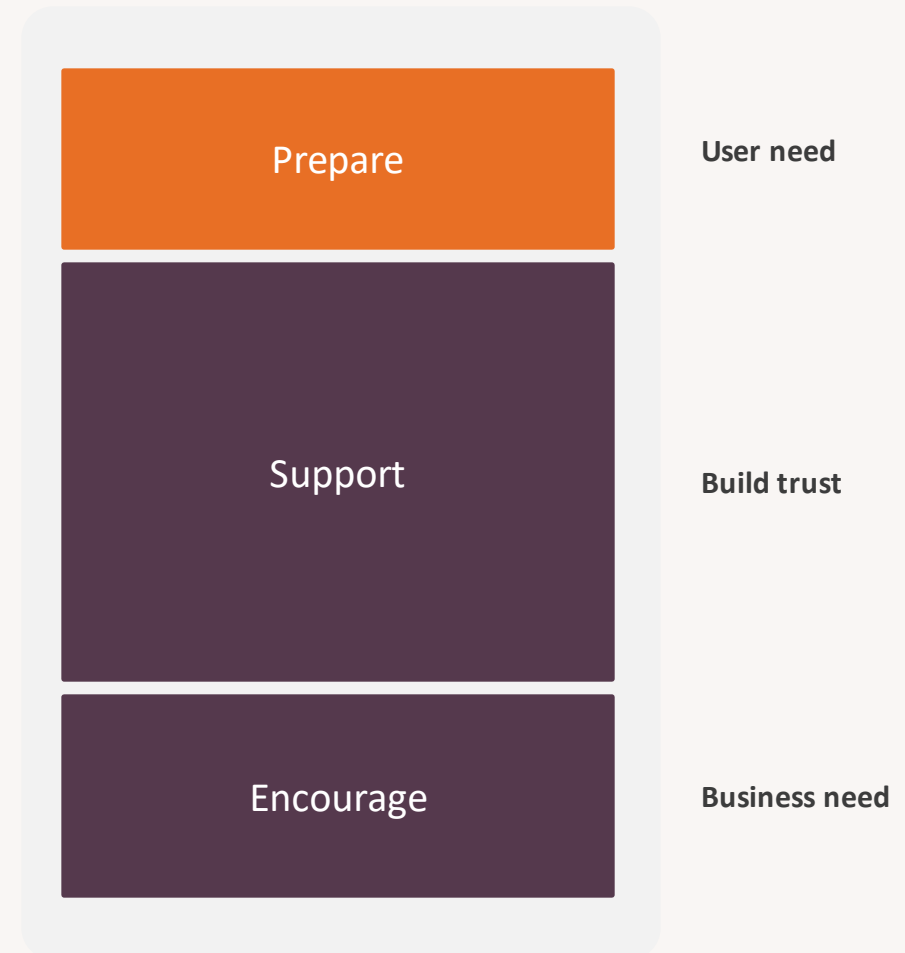 Prepare
User need
Support
Build trust
Encourage
Business need